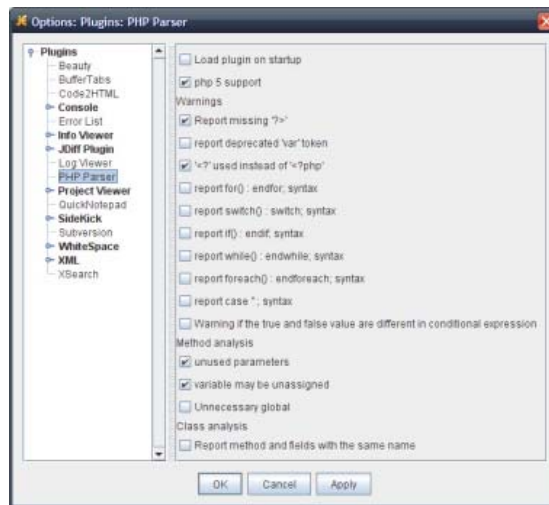 Options: Plugins: PHP Parser
Plugins
Beauty
BufferTabs
Code2HTML
Console
Error List
Info Viewer
JDiff Plugin
Log Viewer
PHP Parser
Project Viewer
QuickNotepad
SideKick
Subversion
WhiteSpace
XML
XSearch
Load plugin on startup
php 5 support
Warnings
Report missing '?>'
report deprecated 'var' token
'<?' used instead of '<?php'
report for() : endfor; syntax
report switch() : switch; syntax
report if() : endif; syntax
report while() : endwhile; syntax
report foreach() : endforeach; syntax
report case * ; syntax
Warning if the true and false value are different in conditional expression
Method analysis
unused parameters
variable may be unassigned
Unnecessary global
Class analysis
Report method and fields with the same name
OK
Cancel
Apply